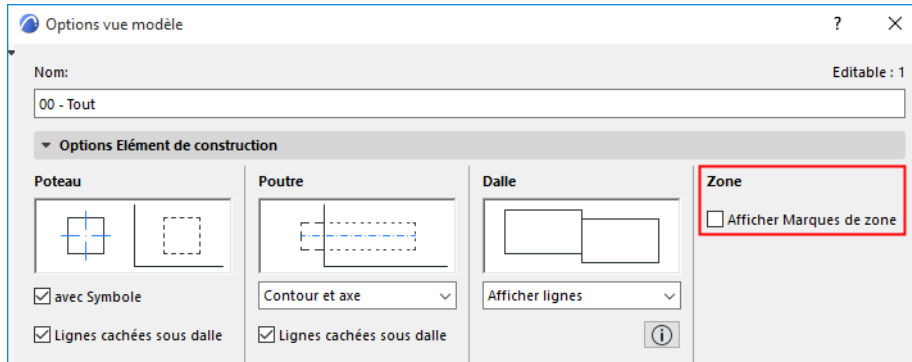 Options vue modèle
Nom:
Editable : 1
00 - Tout
Options Elément de construction
Poteau
Poutre
Dalle
Zone
Afficher Marques de zone
avec Symbole
Contour et axe
Afficher lignes
Lignes cachées sous dalle
Lignes cachées sous dalle